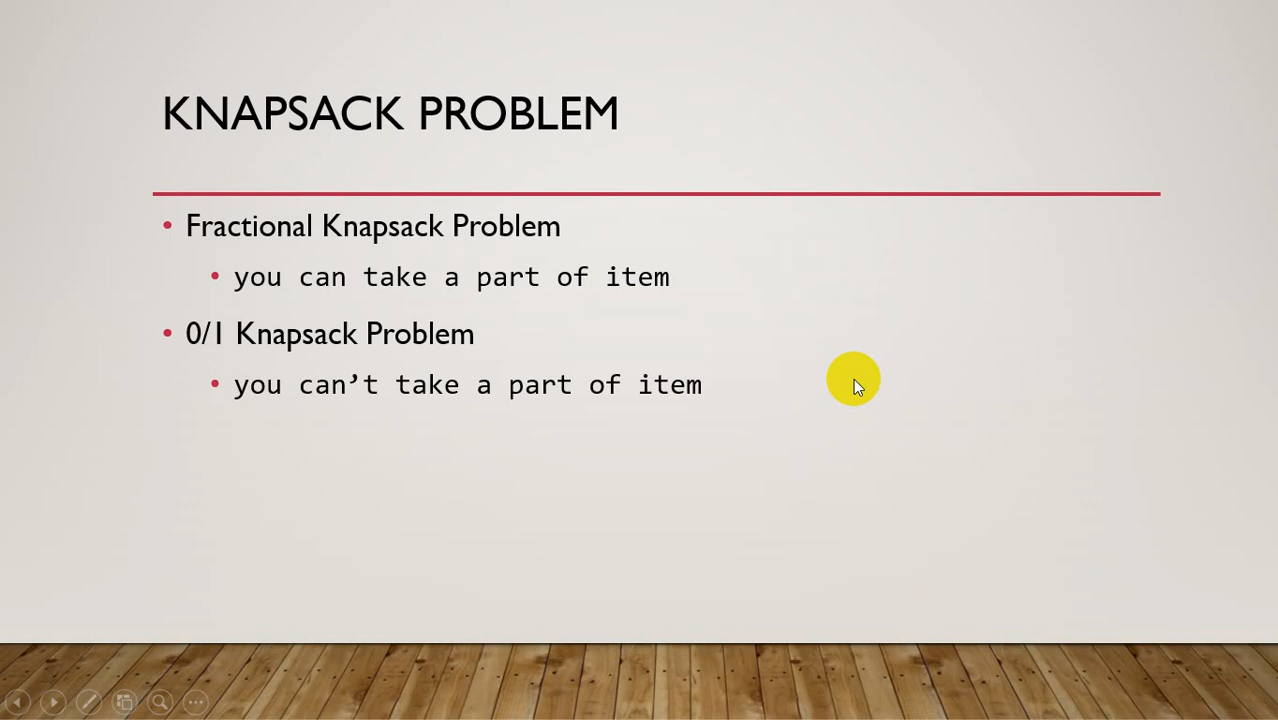 KNAPSACK PROBLEM
• Fractional Knapsack Problem
• you can take a part of item
• 0/1 Knapsack Problem
• you can’t take a part of item